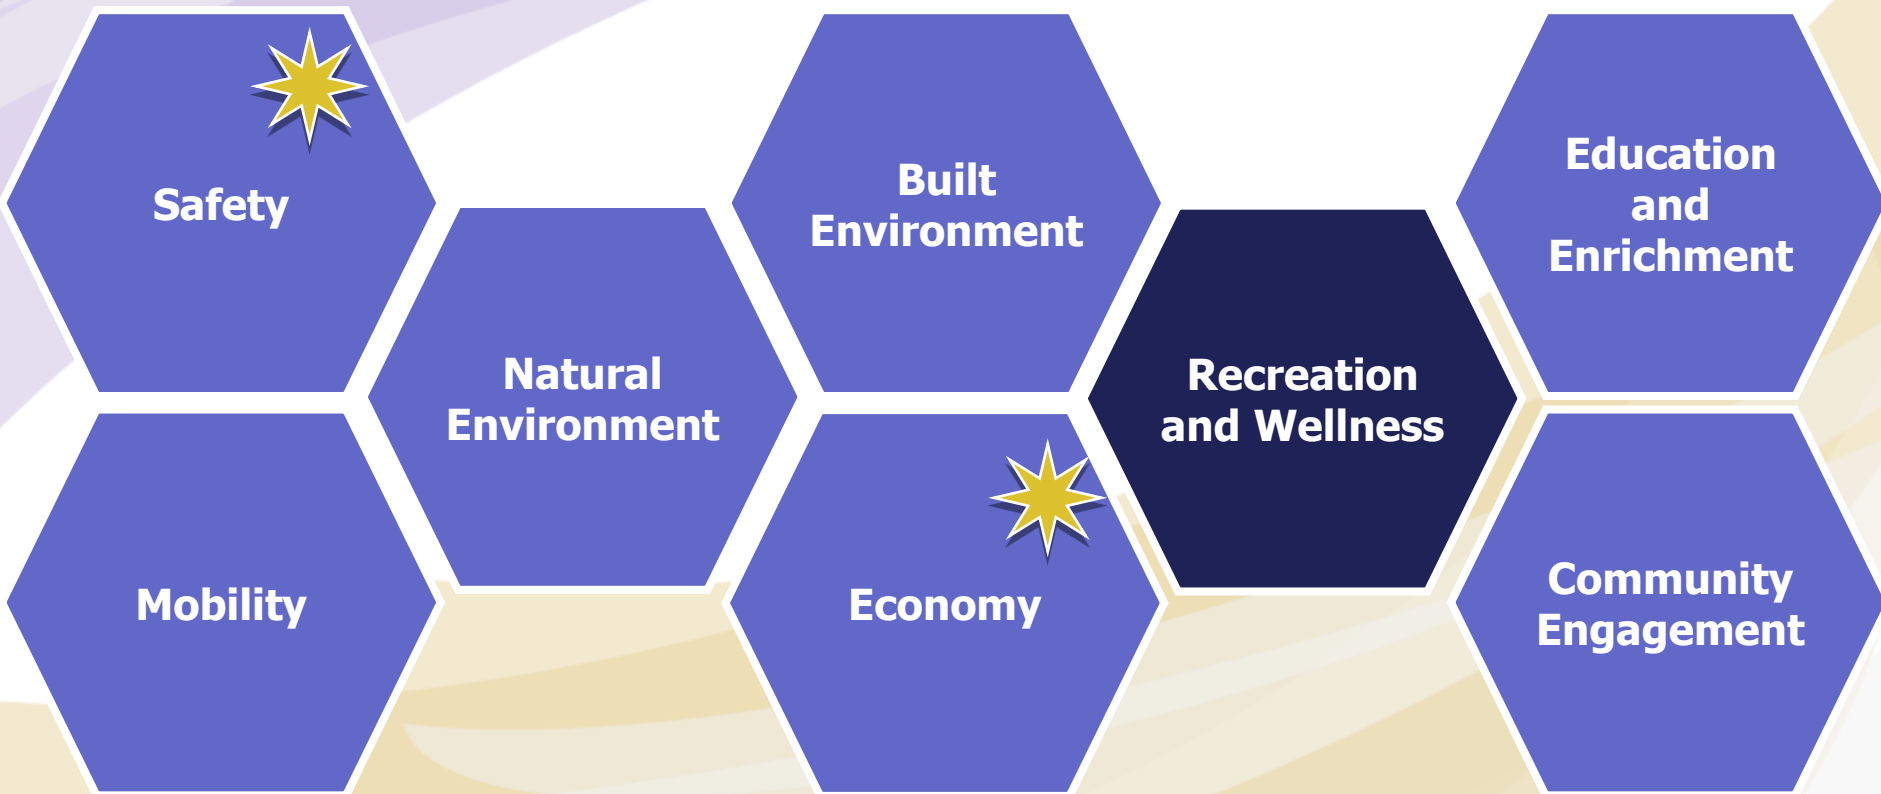 Safety
Mobility
Natural
Environment
Built
Environment
Economy
Recreation
and Wellness
Education
and
Enrichment
Community
Engagement